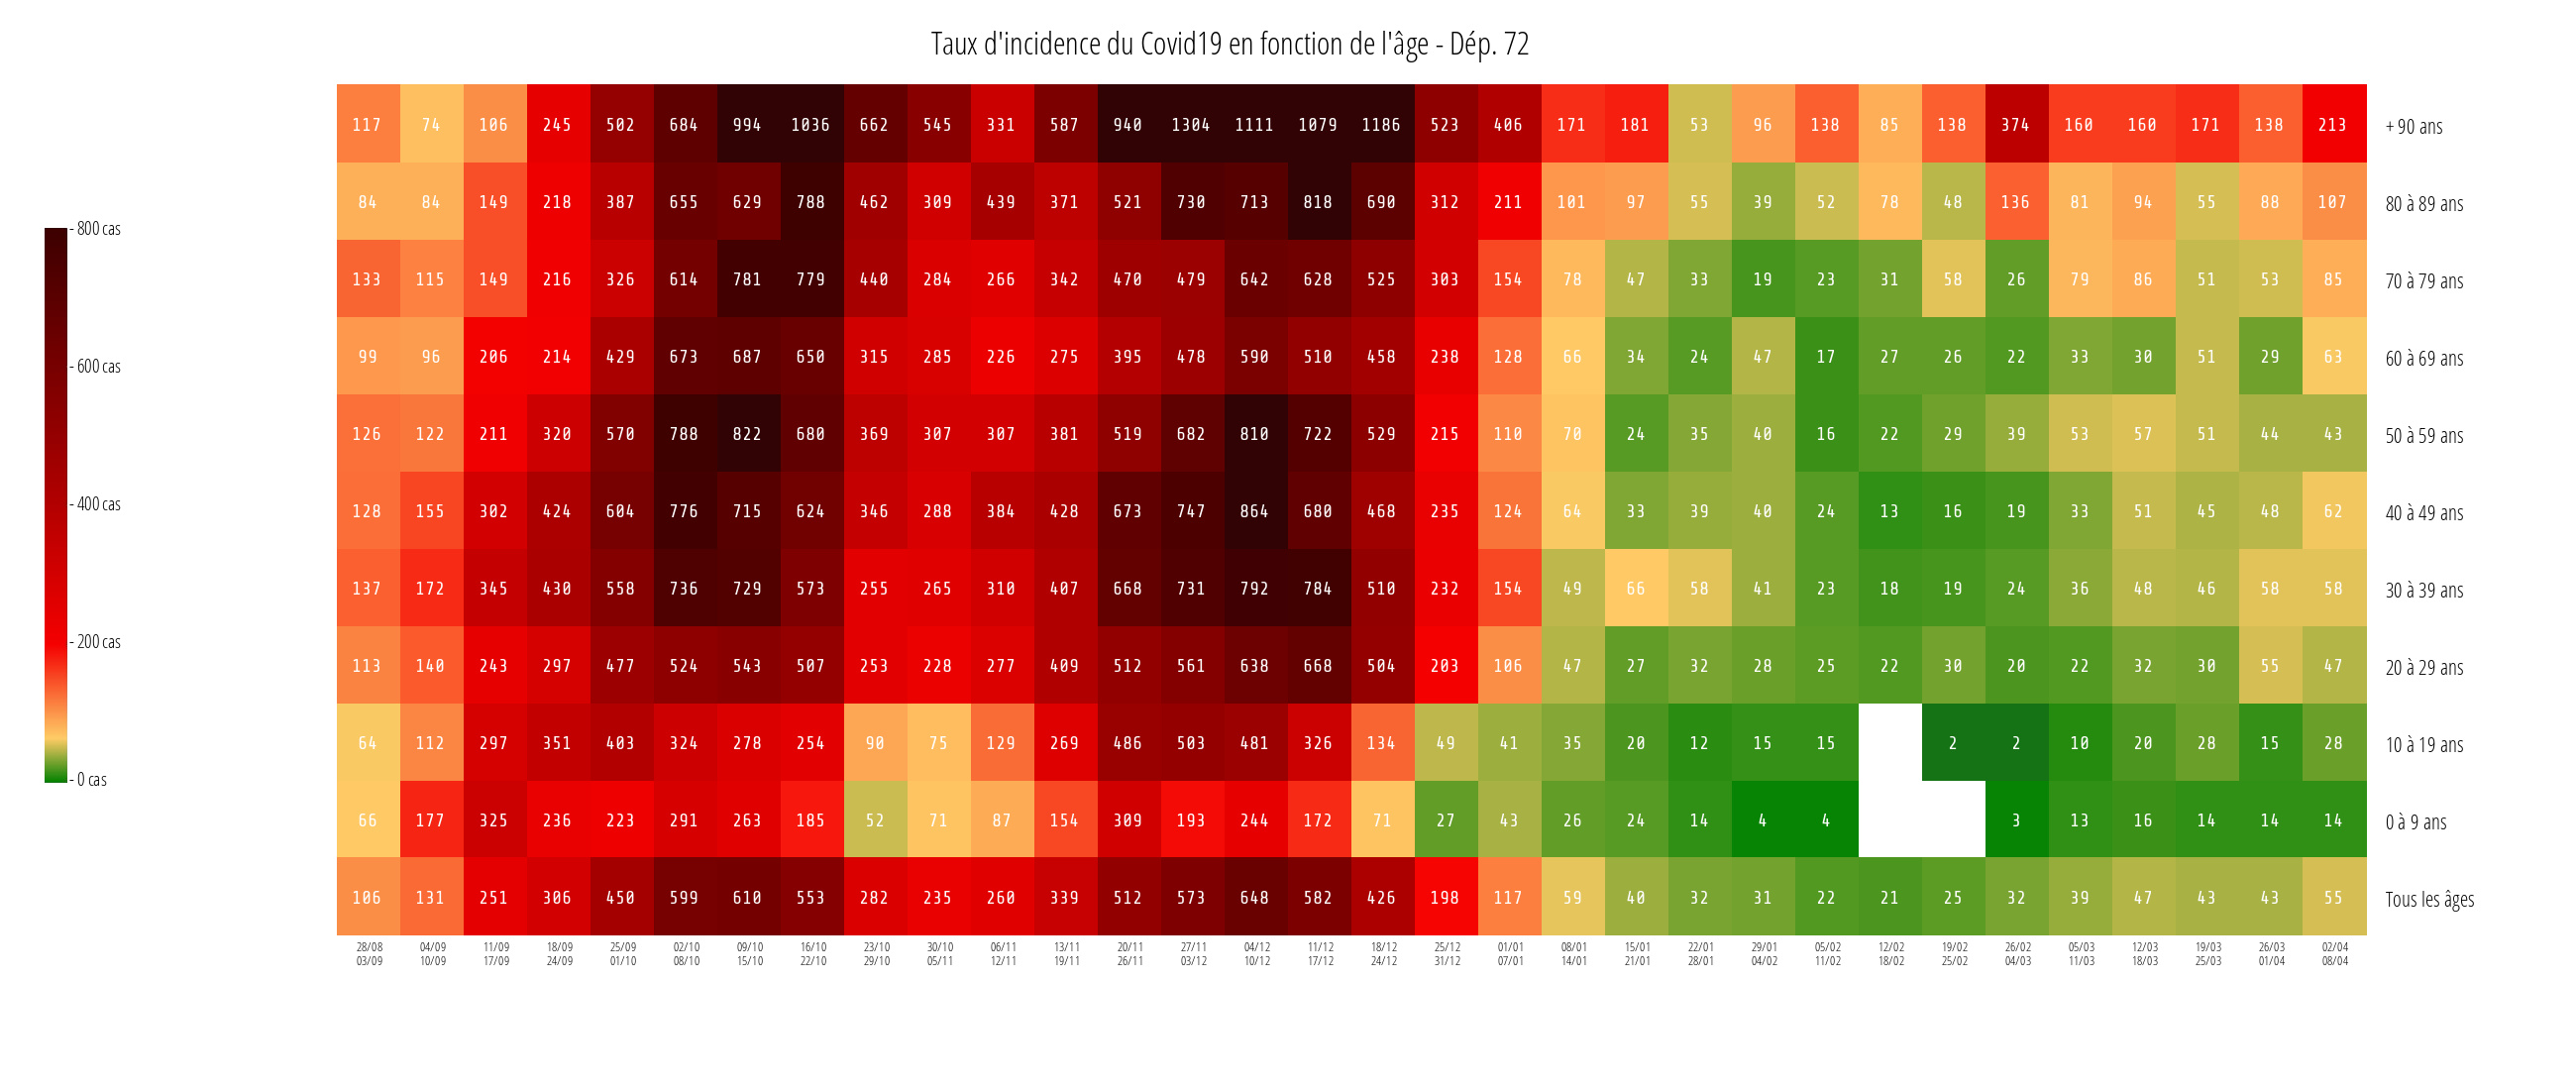 Taux d'incidence du Covid19 en fonction de l'âge - Dép. 72
- 800 cas
- 600 cas
- 400 cas
- 200 cas
- 0 cas
117 74 106 245 502 684 994 1036 662 545 331 587 940 1304 1111 1079 1186 523 406 171 181 53 96 138 85 138 374 160 160 171 138 213 + 90 ans
84 84 149 218 387 655 629 788 462 309 439 371 521 730 713 818 690 312 211 101 97 55 39 52 78 48 136 81 94 55 88 107 80 à 89 ans
133 115 149 216 326 614 781 779 440 284 266 342 470 479 642 628 525 303 154 78 47 33 19 23 31 58 26 79 86 51 53 85 70 à 79 ans
99 96 206 214 429 673 687 650 315 285 226 275 395 478 590 510 458 238 128 66 34 24 47 17 27 26 22 33 30 51 29 63 60 à 69 ans
126 122 211 320 570 788 822 680 369 307 307 381 519 682 810 722 529 215 110 70 24 35 40 16 22 29 39 53 57 51 44 43 50 à 59 ans
128 155 302 424 604 776 715 624 346 288 384 428 673 747 864 680 468 235 124 64 33 39 40 24 13 16 19 33 51 45 48 62 40 à 49 ans
137 172 345 430 558 736 729 573 255 265 310 407 668 731 792 784 510 232 154 49 66 58 41 23 18 19 24 36 48 46 58 58 30 à 39 ans
113 140 243 297 477 524 543 507 253 228 277 409 512 561 638 668 504 203 106 47 27 32 28 25 22 30 20 22 32 30 55 47 20 à 29 ans
64 112 297 351 403 324 278 254 90 75 129 269 486 503 481 326 134 49 41 35 20 12 15 15 2 2 10 20 28 15 28 10 à 19 ans
66 177 325 236 223 291 263 185 52 71 87 154 309 193 244 172 71 27 43 26 24 14 4 4 3 13 16 14 14 14 0 à 9 ans
106 131 251 306 450 599 610 553 282 235 260 339 512 573 648 582 426 198 117 59 40 32 31 22 21 25 32 39 47 43 43 55 Tous les âges
28/08 04/09 11/09 18/09 25/09 02/10 09/10 16/10 23/10 30/10 06/11 13/11 20/11 27/11 04/12 11/12 18/12 25/12 01/01 08/01 15/01 22/01 29/01 05/02 12/02 19/02 26/02 05/03 12/03 19/03 26/03 02/04
03/09 10/09 17/09 24/09 01/10 08/10 15/10 22/10 29/10 05/11 12/11 19/11 26/11 03/12 10/12 17/12 24/12 31/12 07/01 14/01 21/01 28/01 04/02 11/02 18/02 25/02 04/03 11/03 18/03 25/03 01/04 08/04